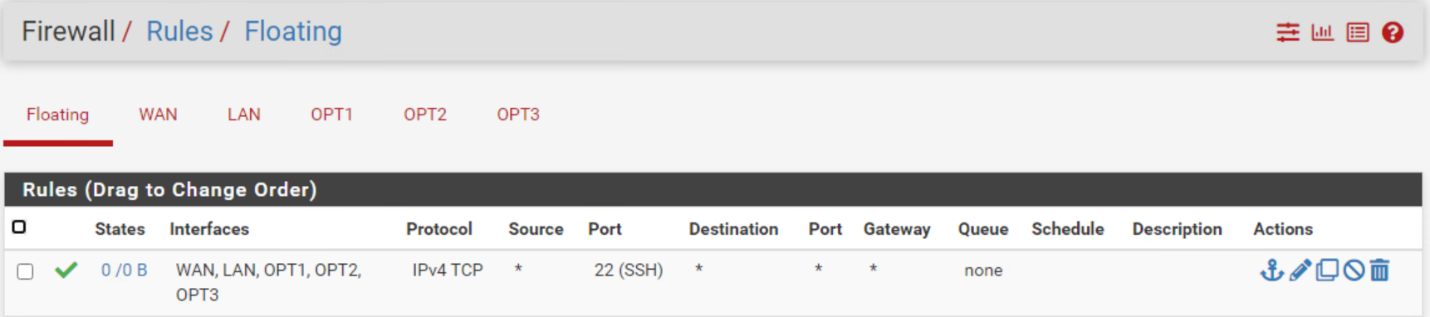 Firewall / Rules / Floating
Floating WAN LAN OPT1 OPT2 OPT3
Rules (Drag to Change Order)
States Interfaces Protocol Source Port Destination Port Gateway Queue Schedule Description Actions
0 /0 B WAN, LAN, OPT1, OPT2, IPv4 TCP * 22 (SSH) * * * none
OPT3